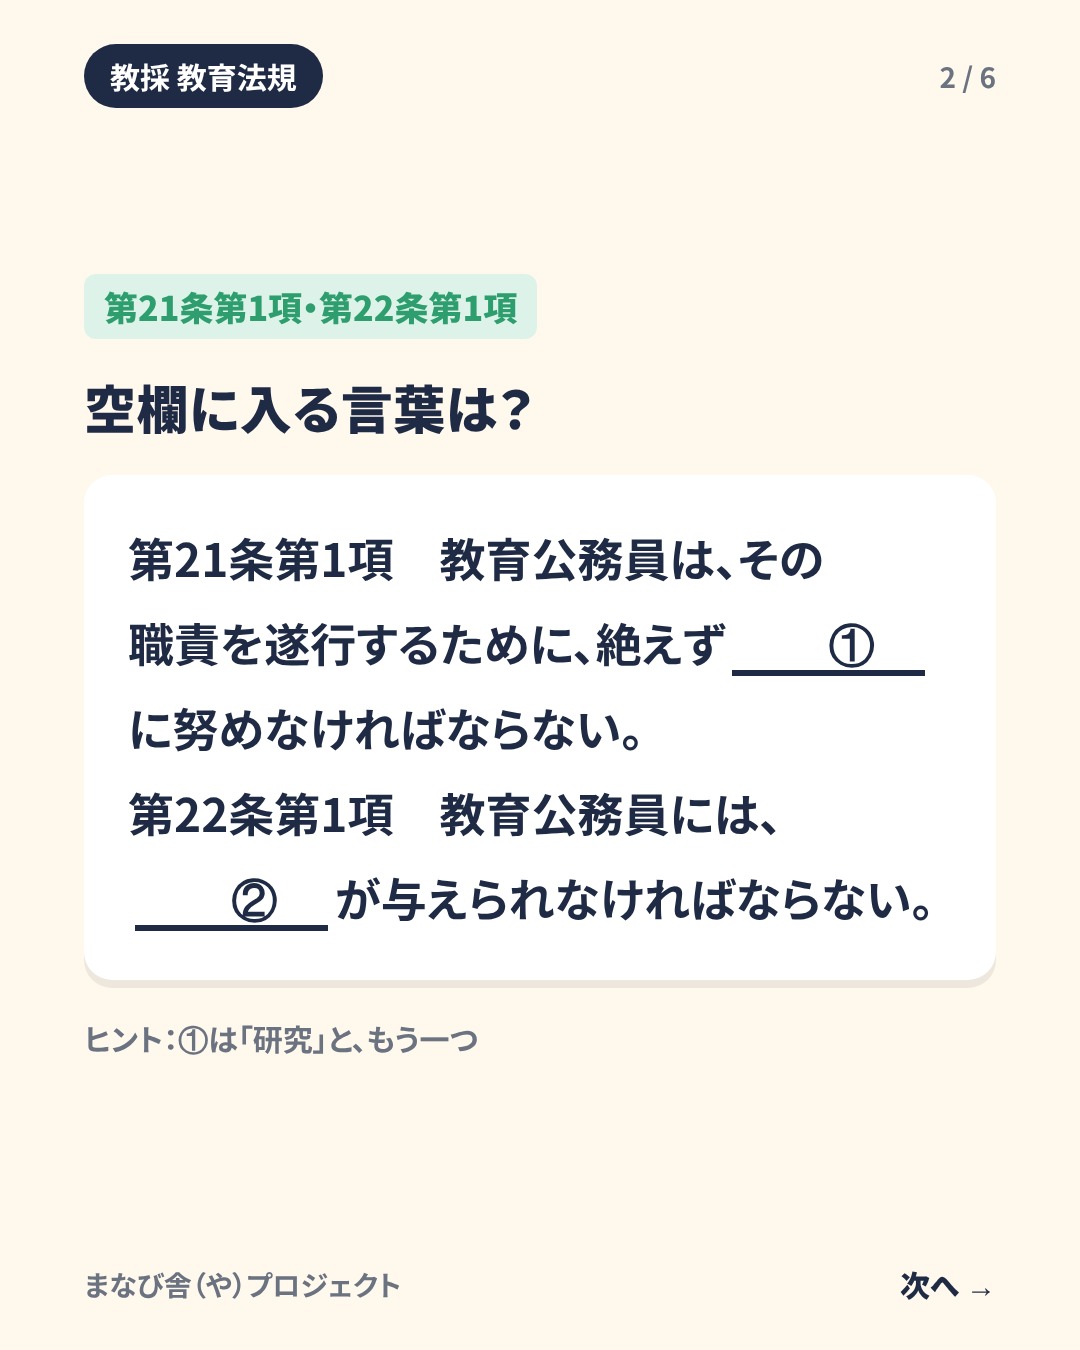 教採 教育法規
2 / 6
第21条第1項・第22条第1項
空欄に入る言葉は？
第21条第1項　教育公務員は、その
職責を遂行するために、絶えず　　①　
に努めなければならない。
第22条第1項　教育公務員には、
　　②　が与えられなければならない。
ヒント：①は「研究」と、もう一つ
まなび舎（や）プロジェクト
次へ →